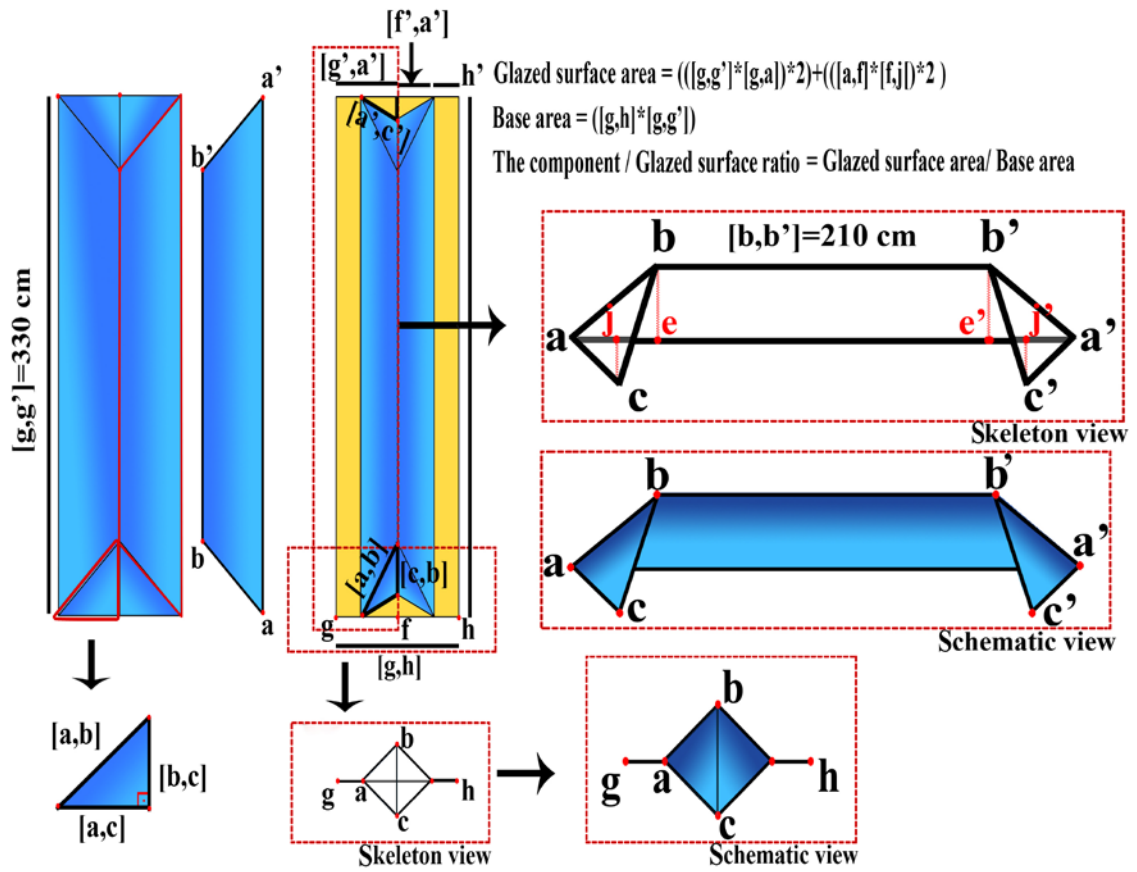 [f',a']
[g',a']
a'
h'
Glazed surface area = (([g,g']*[g,a])*2)+(([a,f]*[f,j[)*2 )
[a',c']
Base area = ([g,h]*[g,g'])
b'
The component / Glazed surface ratio = Glazed surface area/ Base area
[g,g']=330 cm
b [b,b']=210 cm b'
a j e e' j' a'
c c'
Skeleton view
b b'
a a'
c c'
Schematic view
b
a
[a,b] [c,b]
g f h
[g,h]
[a,b]
[b,c]
[a,c]
b
g a h
c
Skeleton view
b
g a h
c
Schematic view